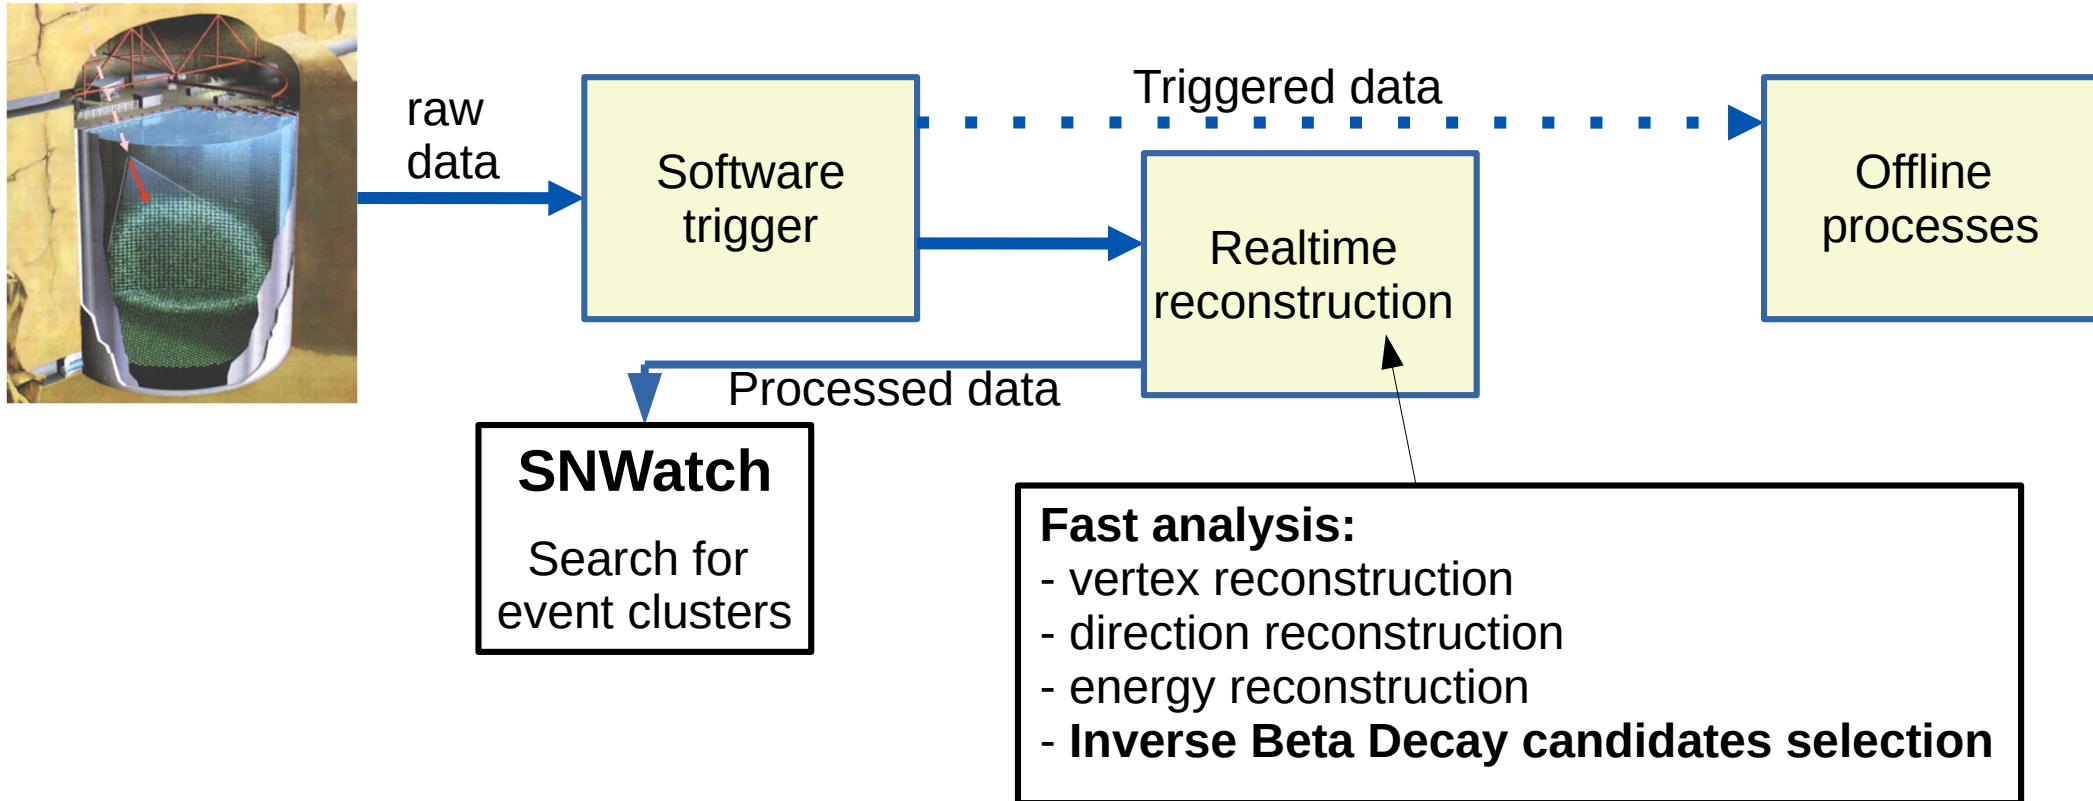 raw
data
Software
trigger
Triggered data
Realtime
reconstruction
Offline
processes
Processed data
SNWatch
Search for
event clusters
Fast analysis:
- vertex reconstruction
- direction reconstruction
- energy reconstruction
- Inverse Beta Decay candidates selection